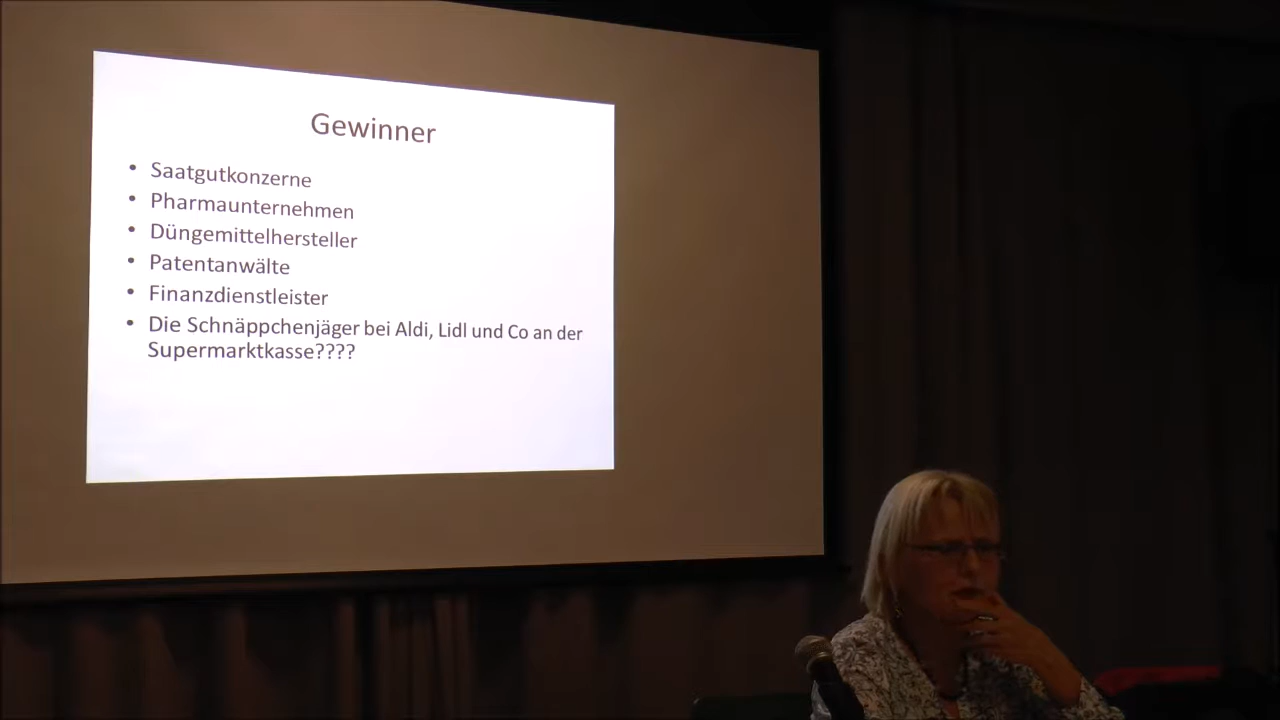 Gewinner
• Saatgutkonzerne
• Pharmaunternehmen
• Düngemittelhersteller
• Patentanwälte
• Finanzdienstleister
• Die Schnäppchenjäger bei Aldi, Lidl und Co an der
Supermarktkasse????